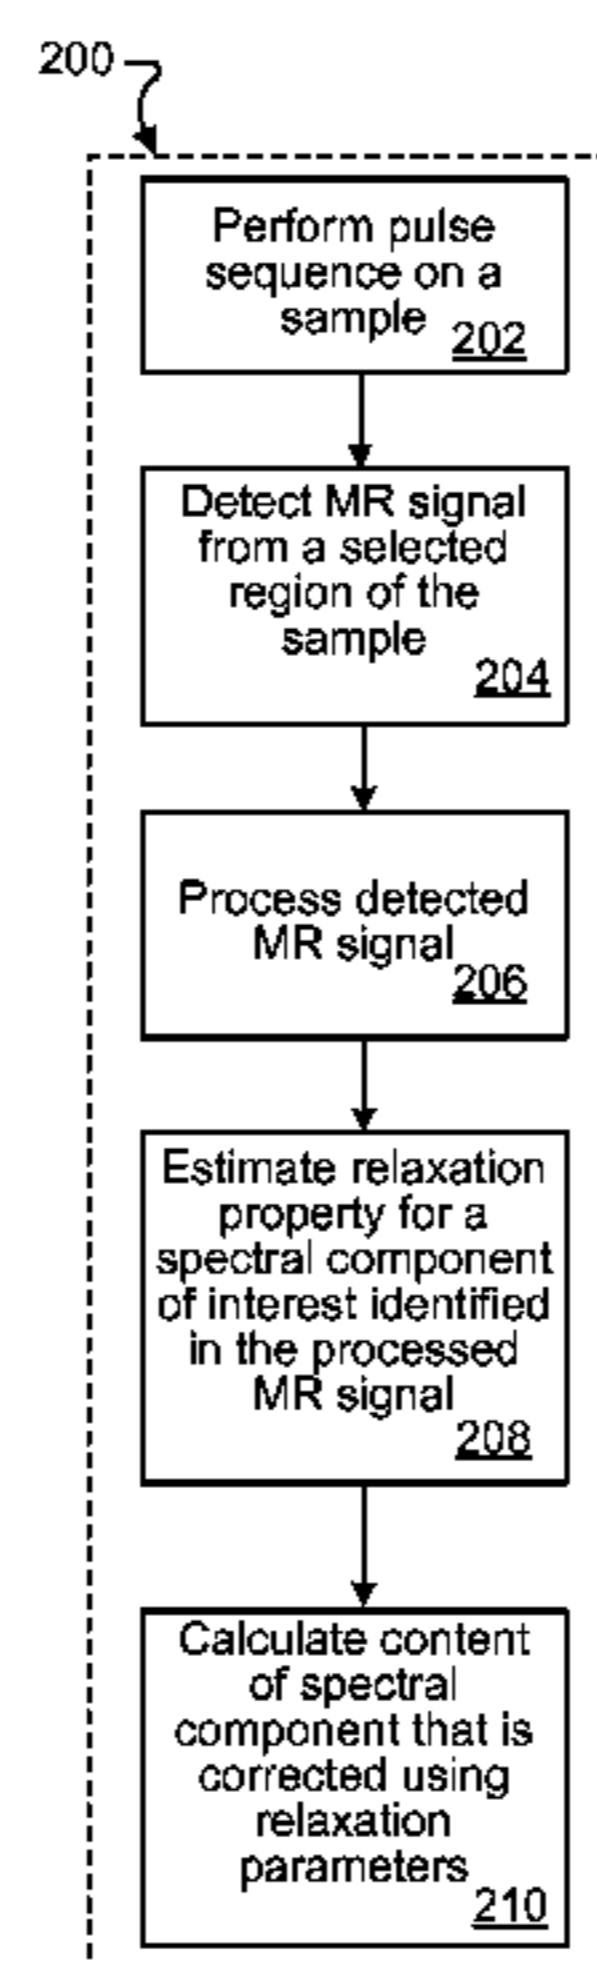 200
Perform pulse
sequence on a
sample 202
Detect MR signal
from a selected
region of the
sample
204
Process detected
MR signal
206
Estimate relaxation
property for a
spectral component
of interest identified
in the processed
MR signal
208
Calculate content
of spectral
component that is
corrected using
relaxation
parameters
210